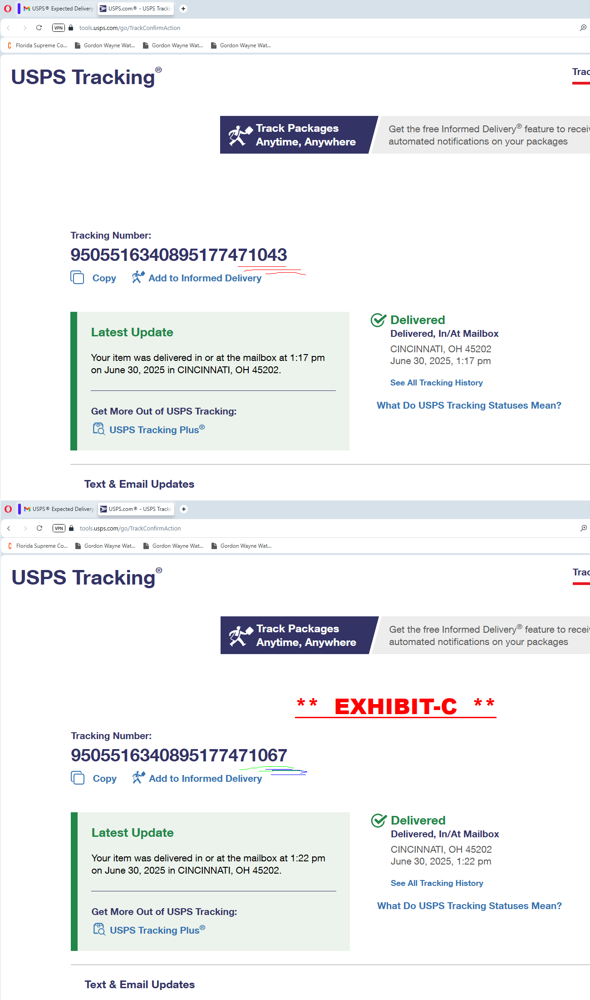 USPS® Expected Delivery
USPS.com® - USPS Tracki
VPN
tools.usps.com/go/TrackConfirmAction
Florida Supreme Co...
Gordon Wayne Wat...
Gordon Wayne Wat...
Gordon Wayne Wat...
USPS Tracking®
Trac
Track Packages
Anytime, Anywhere
Get the free Informed Delivery® feature to recei
automated notifications on your packages
Tracking Number:
9505516340895177471043
Copy
Add to Informed Delivery
Latest Update
Your item was delivered in or at the mailbox at 1:17 pm
on June 30, 2025 in CINCINNATI, OH 45202.
Get More Out of USPS Tracking:
USPS Tracking Plus®
Delivered
Delivered, In/At Mailbox
CINCINNATI, OH 45202
June 30, 2025, 1:17 pm
See All Tracking History
What Do USPS Tracking Statuses Mean?
Text & Email Updates
USPS® Expected Delivery
USPS.com® - USPS Tracki
VPN
tools.usps.com/go/TrackConfirmAction
Florida Supreme Co...
Gordon Wayne Wat...
Gordon Wayne Wat...
Gordon Wayne Wat...
USPS Tracking®
Trac
Track Packages
Anytime, Anywhere
Get the free Informed Delivery® feature to recei
automated notifications on your packages
** EXHIBIT-C **
Tracking Number:
9505516340895177471067
Copy
Add to Informed Delivery
Latest Update
Your item was delivered in or at the mailbox at 1:22 pm
on June 30, 2025 in CINCINNATI, OH 45202.
Get More Out of USPS Tracking:
USPS Tracking Plus®
Delivered
Delivered, In/At Mailbox
CINCINNATI, OH 45202
June 30, 2025, 1:22 pm
See All Tracking History
What Do USPS Tracking Statuses Mean?
Text & Email Updates